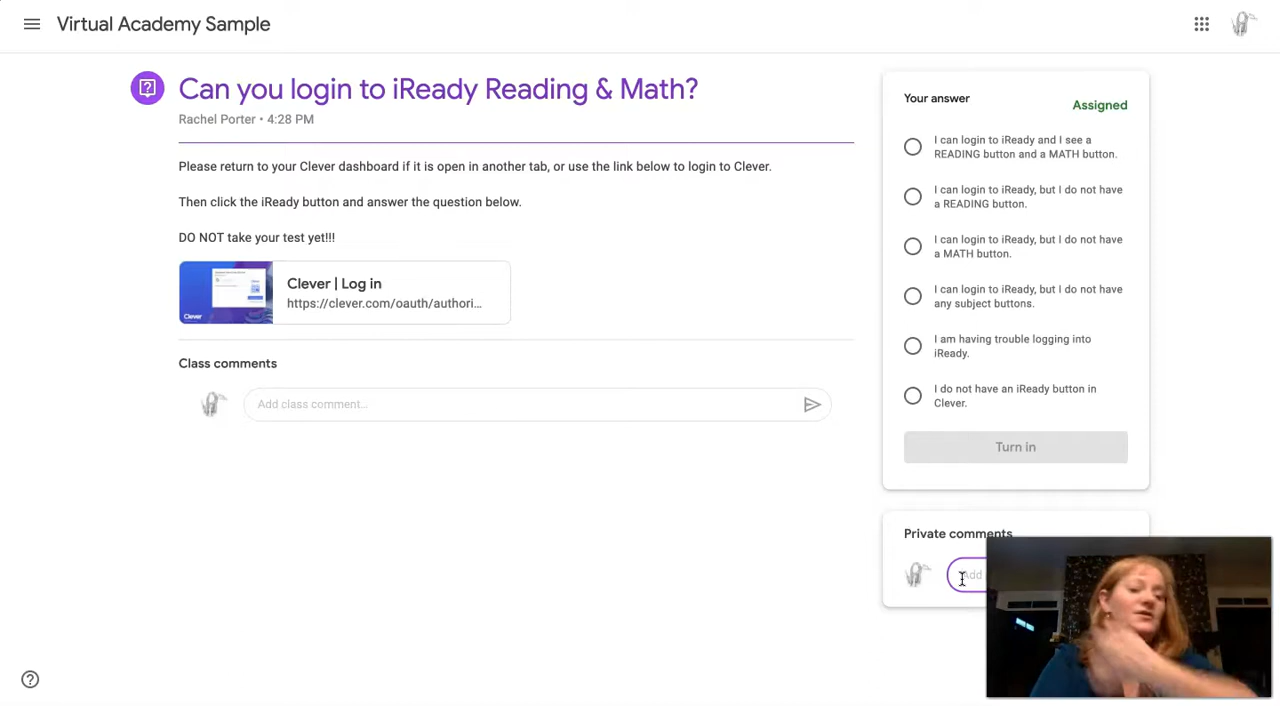 Virtual Academy Sample
Can you login to iReady Reading & Math?
Rachel Porter • 4:28 PM
Please return to your Clever dashboard if it is open in another tab, or use the link below to login to Clever.
Then click the iReady button and answer the question below.
DO NOT take your test yet!!!
Clever
Clever | Log in
https://clever.com/oauth/authori...
Class comments
Add class comment...
Your answer
Assigned
I can login to iReady and I see a
READING button and a MATH button.
I can login to iReady, but I do not have
a READING button.
I can login to iReady, but I do not have
a MATH button.
I can login to iReady, but I do not have
any subject buttons.
I am having trouble logging into
iReady.
I do not have an iReady button in
Clever.
Turn in
Private comments
Add